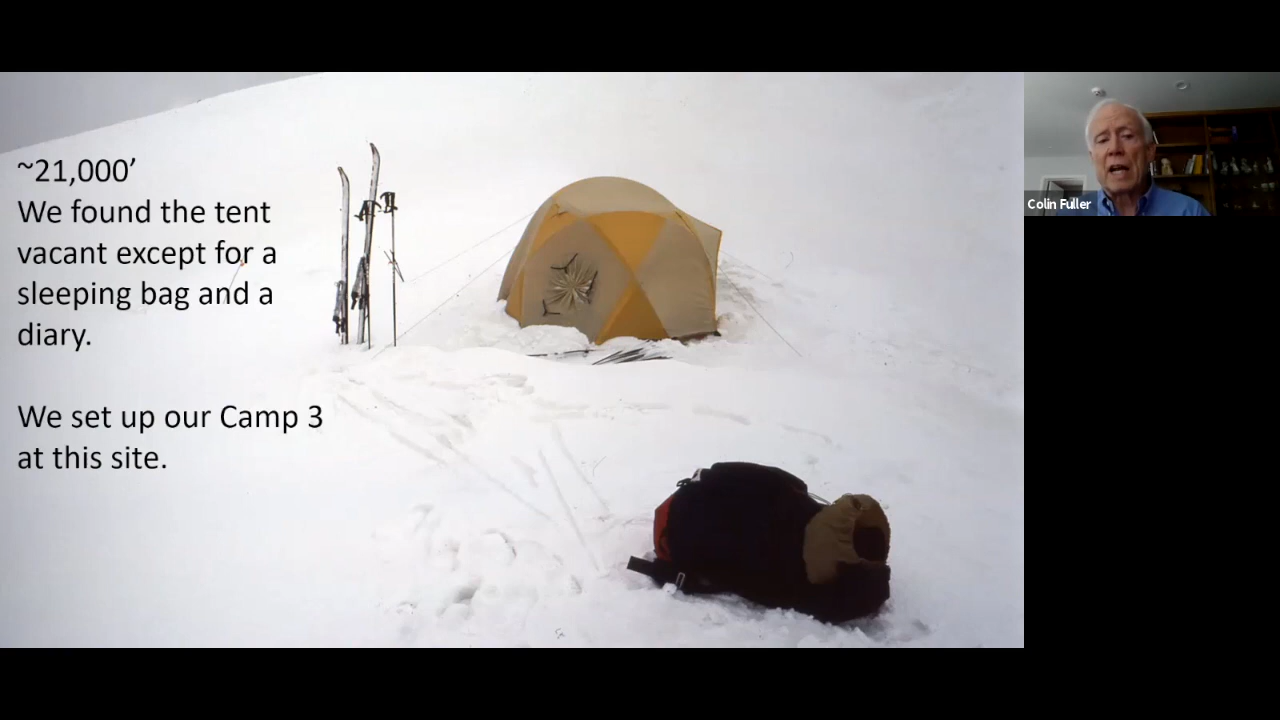 ~21,000’
We found the tent
vacant except for a
sleeping bag and a
diary.
We set up our Camp 3
at this site.
Colin Fuller